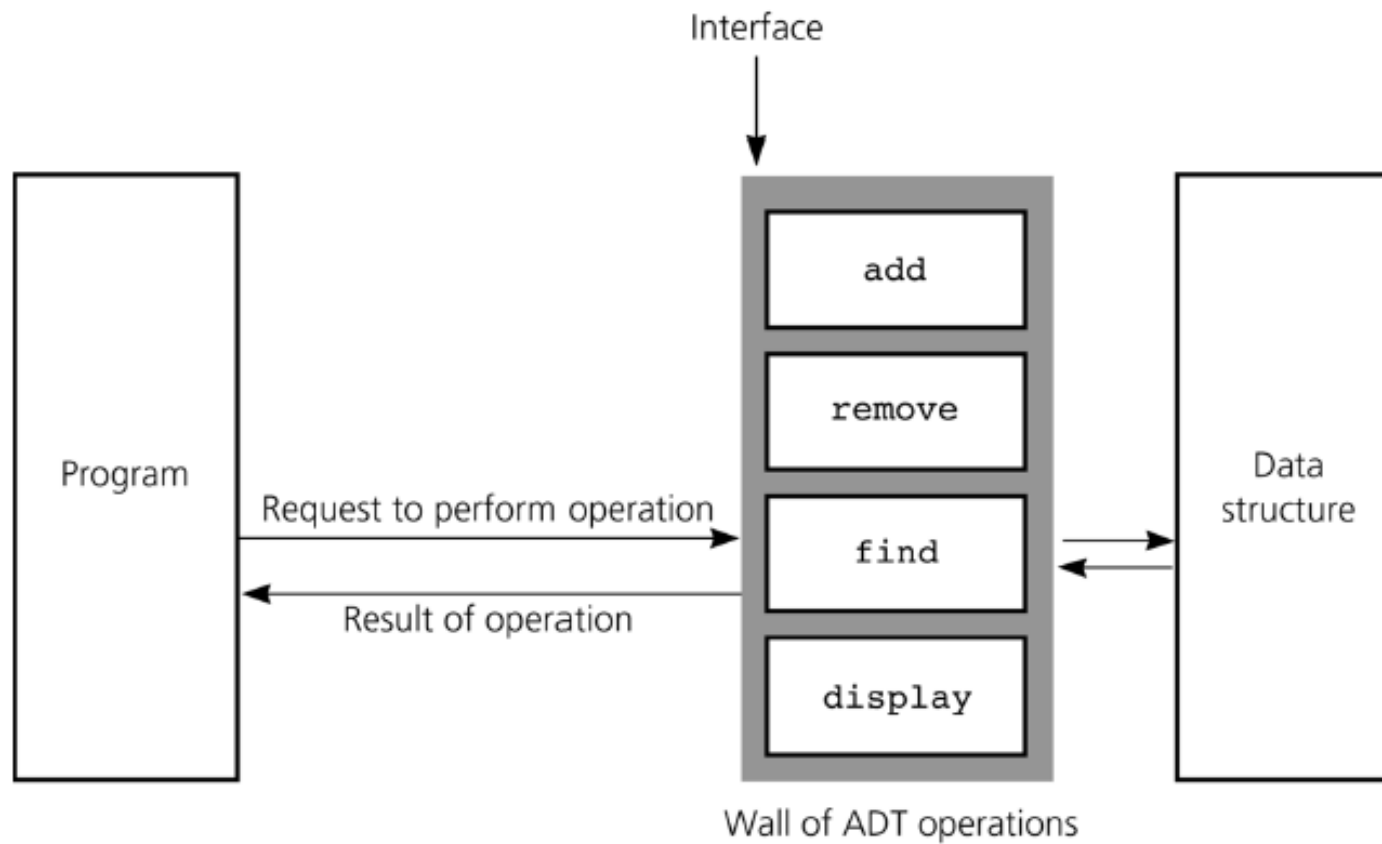 Interface
add
remove
Program
Request to perform operation
find
Result of operation
display
Data
structure
Wall of ADT operations